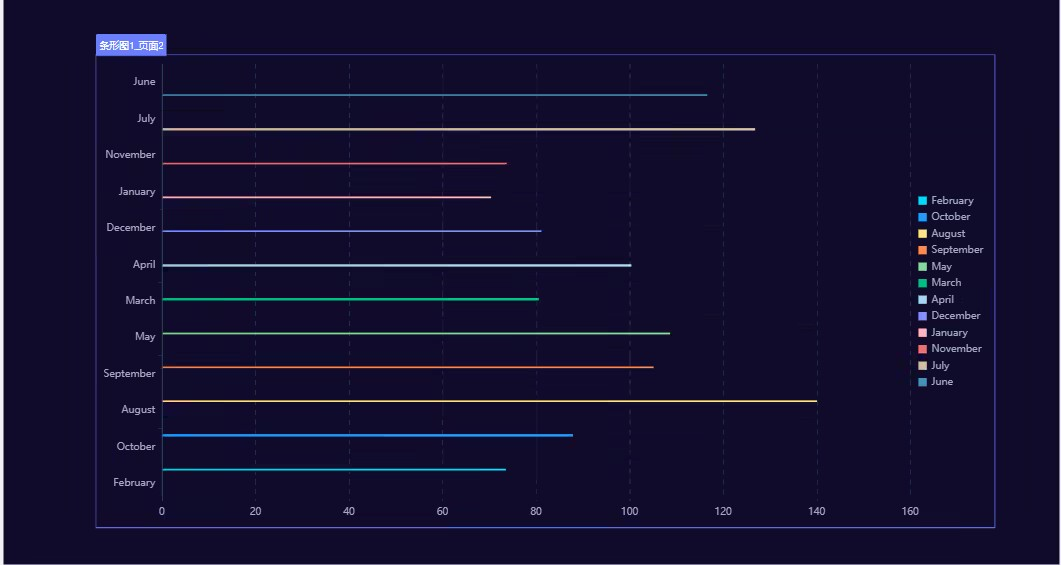 条形图1_页面2
June
July
November
January
December
April
March
May
September
August
October
February
0 20 40 60 80 100 120 140 160
February
October
August
September
May
March
April
December
January
November
July
June